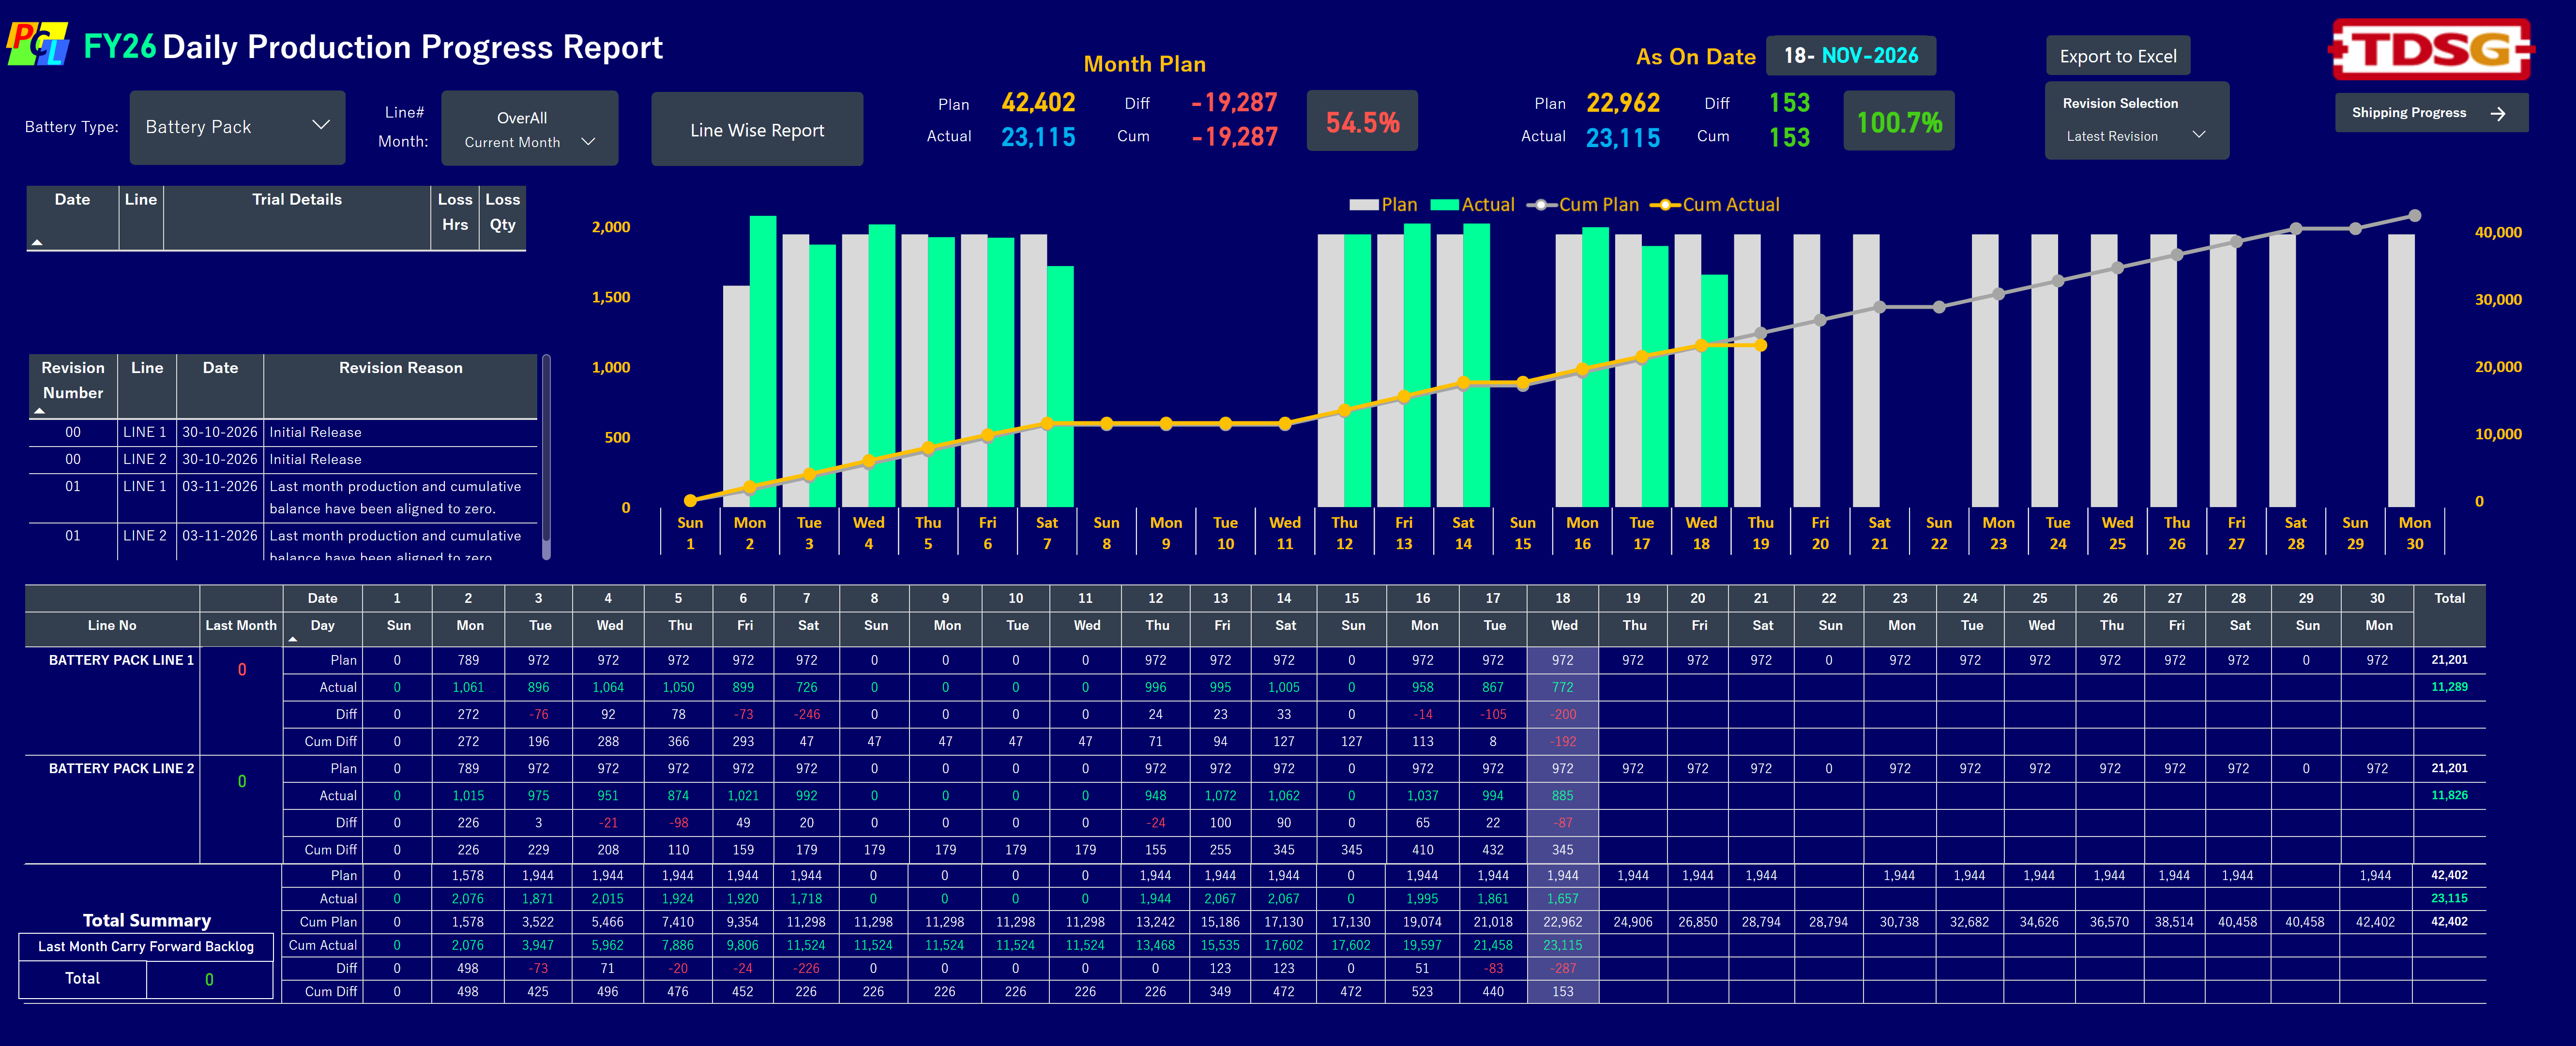 PCL FY26 Daily Production Progress Report
Month Plan
As On Date 18- NOV-2026
Export to Excel
TDSG
Battery Type: Battery Pack
Line# OverAll
Month: Current Month
Line Wise Report
Plan 42,402 Diff -19,287
Actual 23,115 Cum -19,287
54.5%
Plan 22,962 Diff 153
Actual 23,115 Cum 153
100.7%
Revision Selection
Latest Revision
Shipping Progress
Date Line Trial Details Loss Hrs Loss Qty
Revision Number Line Date Revision Reason
00 LINE 1 30-10-2026 Initial Release
00 LINE 2 30-10-2026 Initial Release
01 LINE 1 03-11-2026 Last month production and cumulative
balance have been aligned to zero.
01 LINE 2 03-11-2026 Last month production and cumulative
balance have been aligned to zero.
Plan Actual Cum Plan Cum Actual
2,000
1,500
1,000
500
0
40,000
30,000
20,000
10,000
0
Sun Mon Tue Wed Thu Fri Sat Sun Mon Tue Wed Thu Fri Sat Sun Mon Tue Wed Thu Fri Sat Sun Mon Tue Wed Thu Fri Sat Sun Mon
1 2 3 4 5 6 7 8 9 10 11 12 13 14 15 16 17 18 19 20 21 22 23 24 25 26 27 28 29 30
Date 1 2 3 4 5 6 7 8 9 10 11 12 13 14 15 16 17 18 19 20 21 22 23 24 25 26 27 28 29 30 Total
Line No Last Month Day Sun Mon Tue Wed Thu Fri Sat Sun Mon Tue Wed Thu Fri Sat Sun Mon Tue Wed Thu Fri Sat Sun Mon Tue Wed Thu Fri Sat Sun Mon
BATTERY PACK LINE 1 0 Plan 0 789 972 972 972 972 972 0 0 0 0 972 972 972 0 972 972 972 972 972 972 0 972 972 972 972 972 972 0 972 21,201
Actual 0 1,061 896 1,064 1,050 899 726 0 0 0 0 996 995 1,005 0 958 867 772 11,289
Diff 0 272 -76 92 78 -73 -246 0 0 0 0 24 23 33 0 -14 -105 -200
Cum Diff 0 272 196 288 366 293 47 47 47 47 47 71 94 127 127 113 8 -192
BATTERY PACK LINE 2 0 Plan 0 789 972 972 972 972 972 0 0 0 0 972 972 972 0 972 972 972 972 972 972 0 972 972 972 972 972 972 0 972 21,201
Actual 0 1,015 975 951 874 1,021 992 0 0 0 0 948 1,072 1,062 0 1,037 994 885 11,826
Diff 0 226 3 -21 -98 49 20 0 0 0 0 -24 100 90 0 65 22 -87
Cum Diff 0 226 229 208 110 159 179 179 179 179 179 155 255 345 345 410 432 345
Plan 0 1,578 1,944 1,944 1,944 1,944 1,944 0 0 0 0 1,944 1,944 1,944 0 1,944 1,944 1,944 1,944 1,944 1,944 1,944 1,944 1,944 1,944 1,944 1,944 1,944 42,402
Actual 0 2,076 1,871 2,015 1,924 1,920 1,718 0 0 0 0 1,944 2,067 2,067 0 1,995 1,861 1,657 23,115
Total Summary
Cum Plan 0 1,578 3,522 5,466 7,410 9,354 11,298 11,298 11,298 11,298 11,298 13,242 15,186 17,130 17,130 19,074 21,018 22,962 24,906 26,850 28,794 28,794 30,738 32,682 34,626 36,570 38,514 40,458 40,458 42,402 42,402
Last Month Carry Forward Backlog
Cum Actual 0 2,076 3,947 5,962 7,886 9,806 11,524 11,524 11,524 11,524 11,524 13,468 15,535 17,602 17,602 19,597 21,458 23,115
Total 0
Diff 0 498 -73 71 -20 -24 -226 0 0 0 0 0 123 123 0 51 -83 -287
Cum Diff 0 498 425 496 476 452 226 226 226 226 226 226 349 472 472 523 440 153